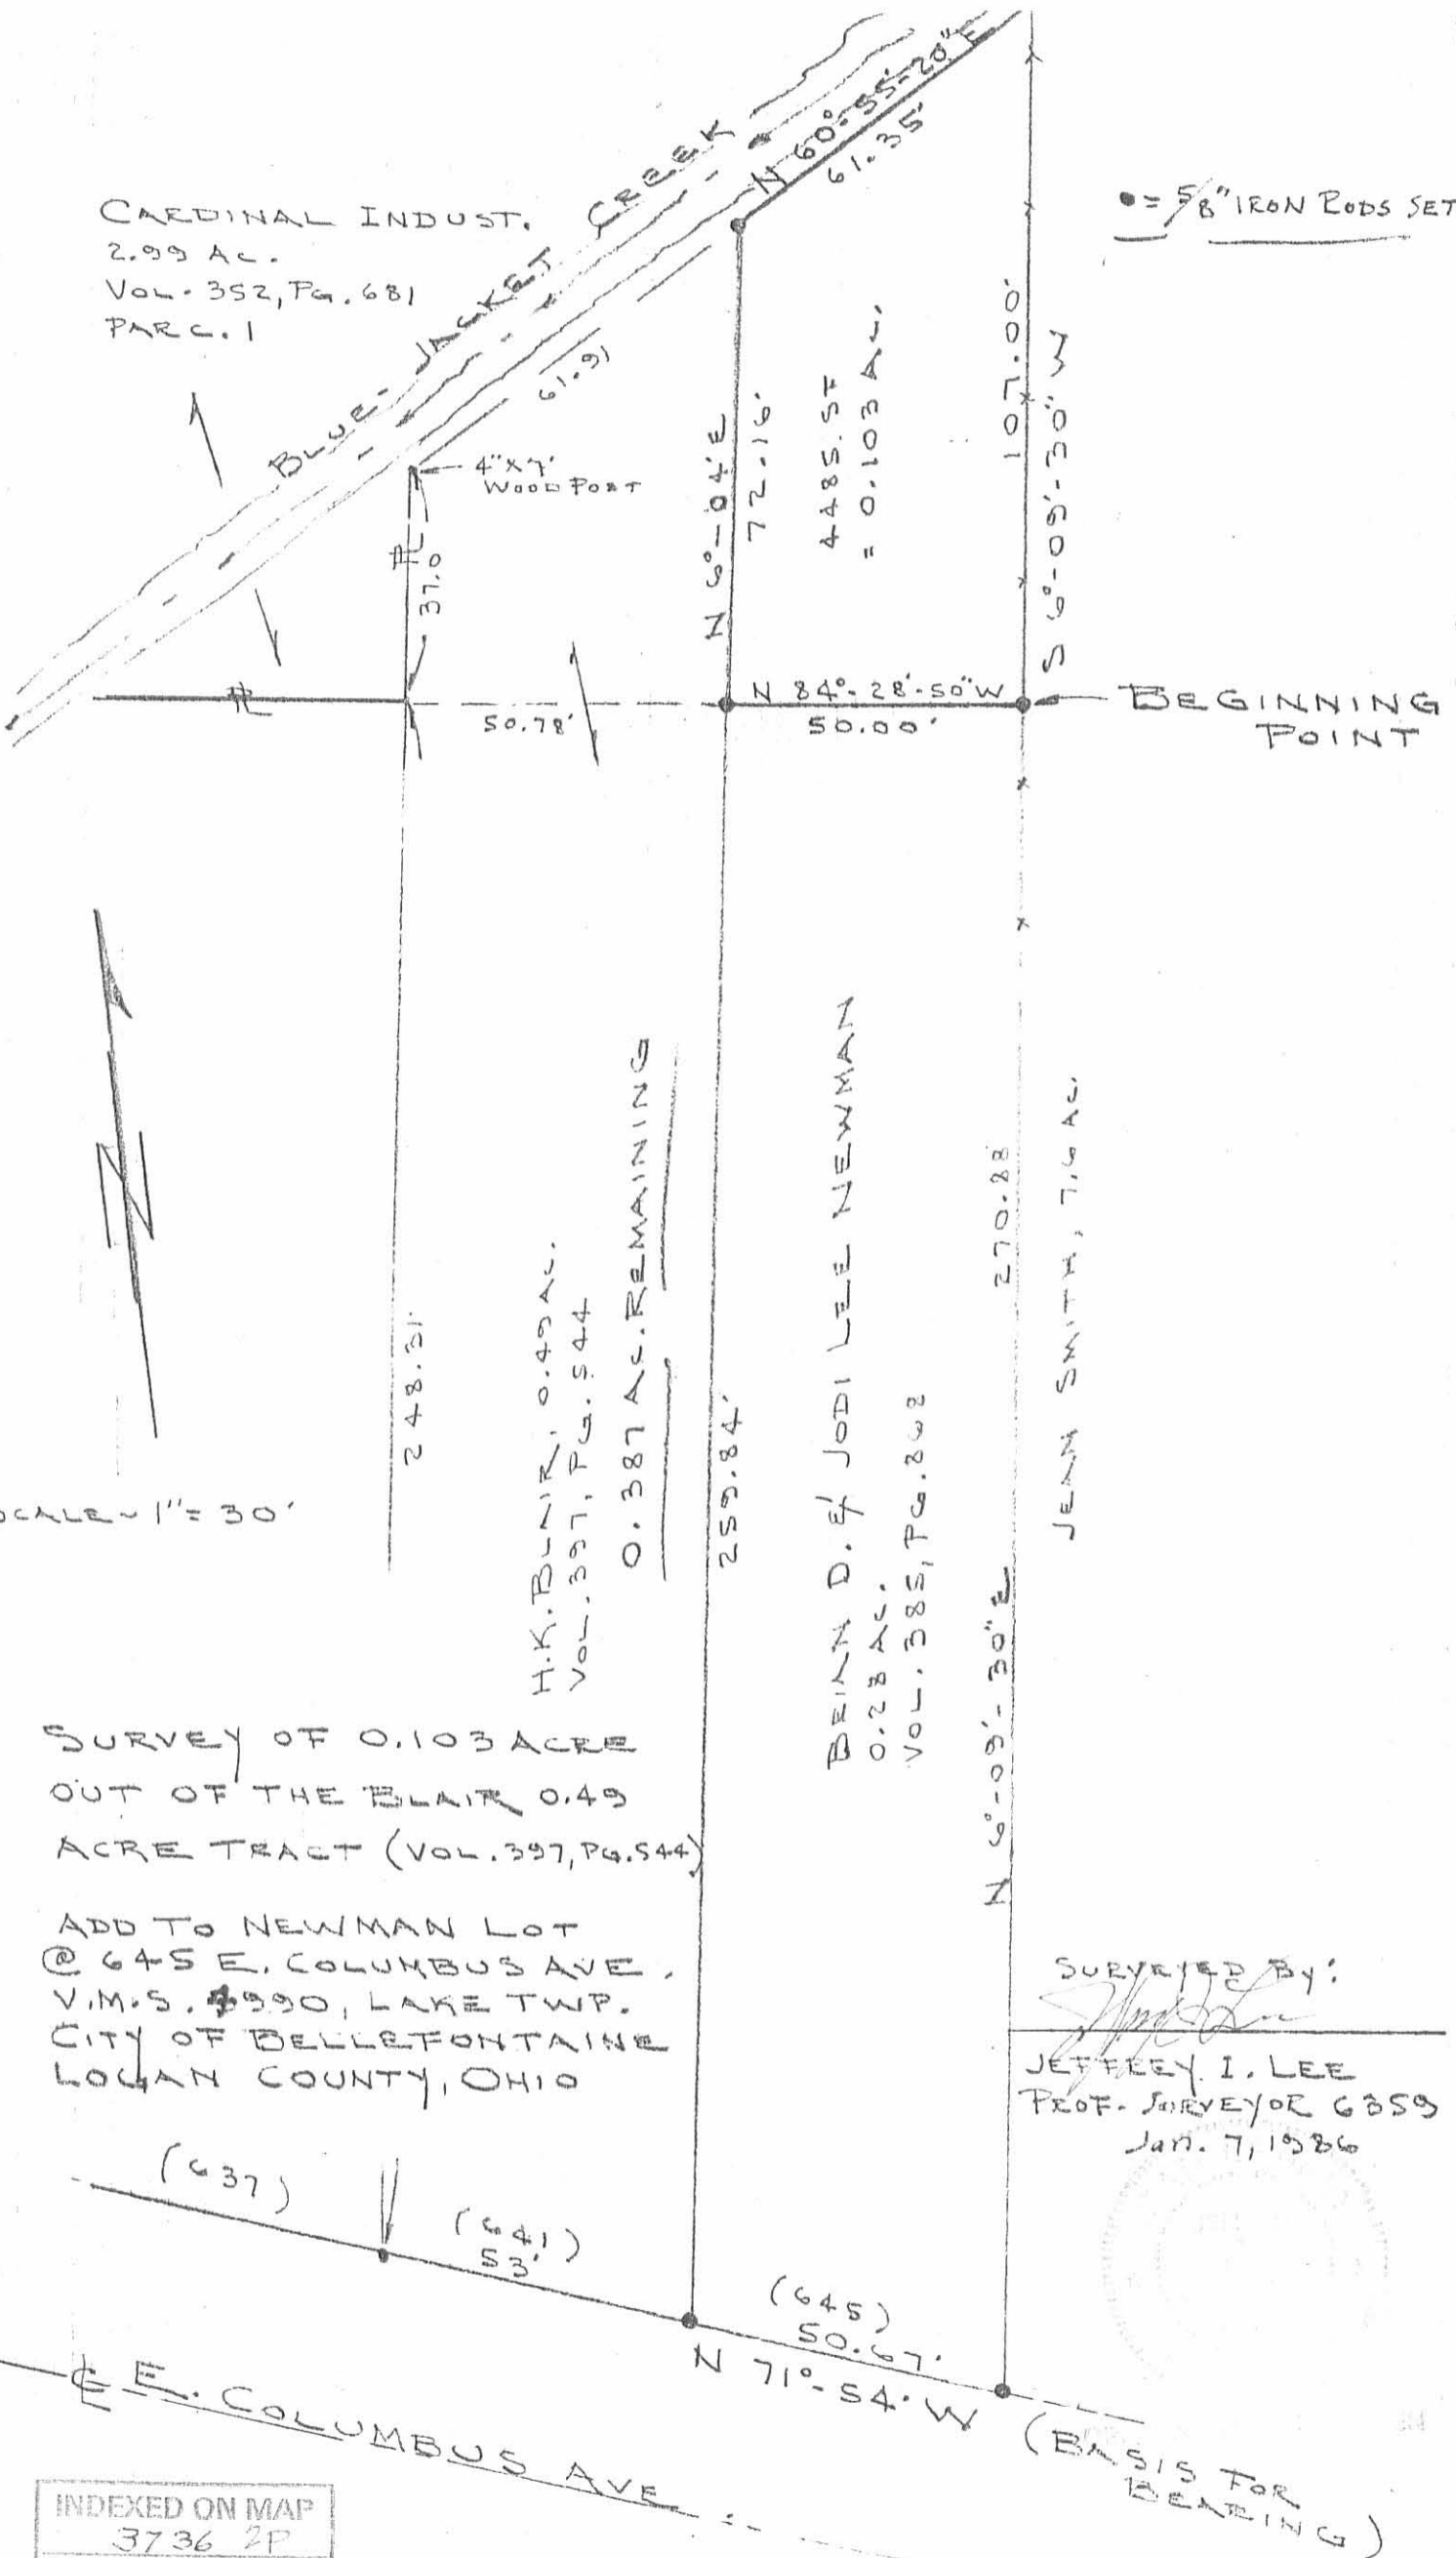 CARDINAL INDUST.
2.99 AC.
VOL. 352, PG. 681
PARC. 1
BLUE JACKET CREEK
N 60°-55'-20" E
61.35'
• = 5/8" IRON RODS SET
61.91
4"x7'
WOOD POST
PL
37.0
N 6°-04' E
72.16'
4485. SF
= 0.103 AC.
107.00'
S 6°-09'-30" W
PL
50.78'
N 84°-28'-50" W
50.00'
BEGINNING
POINT
N
SCALE ~ 1" = 30'
248.31'
H.K. BLAIR, 0.49 AC.
VOL. 397, PG. 544
0.387 AC. REMAINING
259.84'
BRIAN D. & JODI LEE NEWMAN
0.28 AC.
VOL. 385, PG. 868
N 6°-09'-30" E
270.88
JEAN SMITH, 7.6 AC.
SURVEY OF 0.103 ACRE
OUT OF THE BLAIR 0.49
ACRE TRACT (VOL. 397, PG. 544)
ADD TO NEWMAN LOT
@ 645 E. COLUMBUS AVE.
V.M.S. 4990, LAKE TWP.
CITY OF BELLEFONTAINE
LOGAN COUNTY, OHIO
SURVEYED BY:
JEFFREY I. LEE
PROF. SURVEYOR 6359
Jan. 7, 1986
(637)
(641)
53'
(645)
50.67'
N 71°-54' W (BASIS FOR
BEARING)
CL E. COLUMBUS AVE.
INDEXED ON MAP
3736 2P